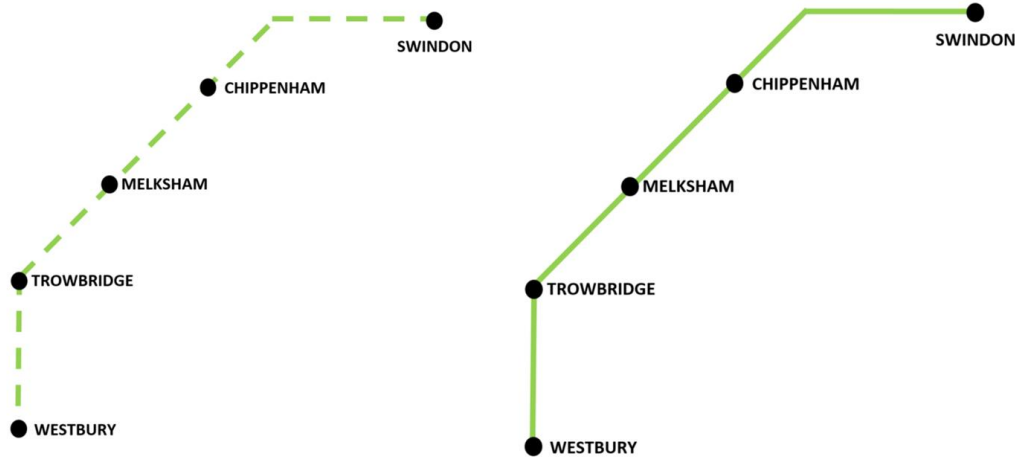 SWINDON
CHIPPENHAM
MELKSHAM
TROWBRIDGE
WESTBURY
SWINDON
CHIPPENHAM
MELKSHAM
TROWBRIDGE
WESTBURY